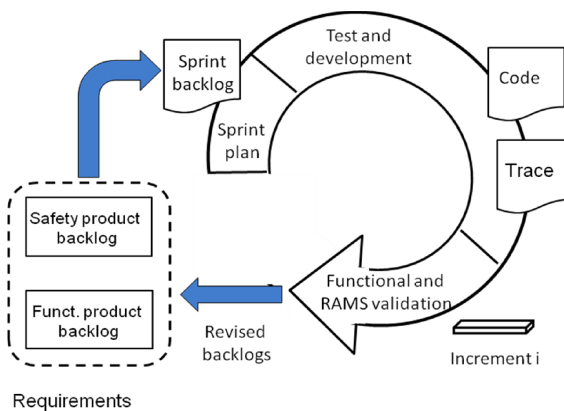 Test and
development
Sprint
backlog
Code
Sprint
plan
Trace
Safety product
backlog
Functional and
RAMS validation
Funct. product
backlog
Revised
backlogs
Increment i
Requirements